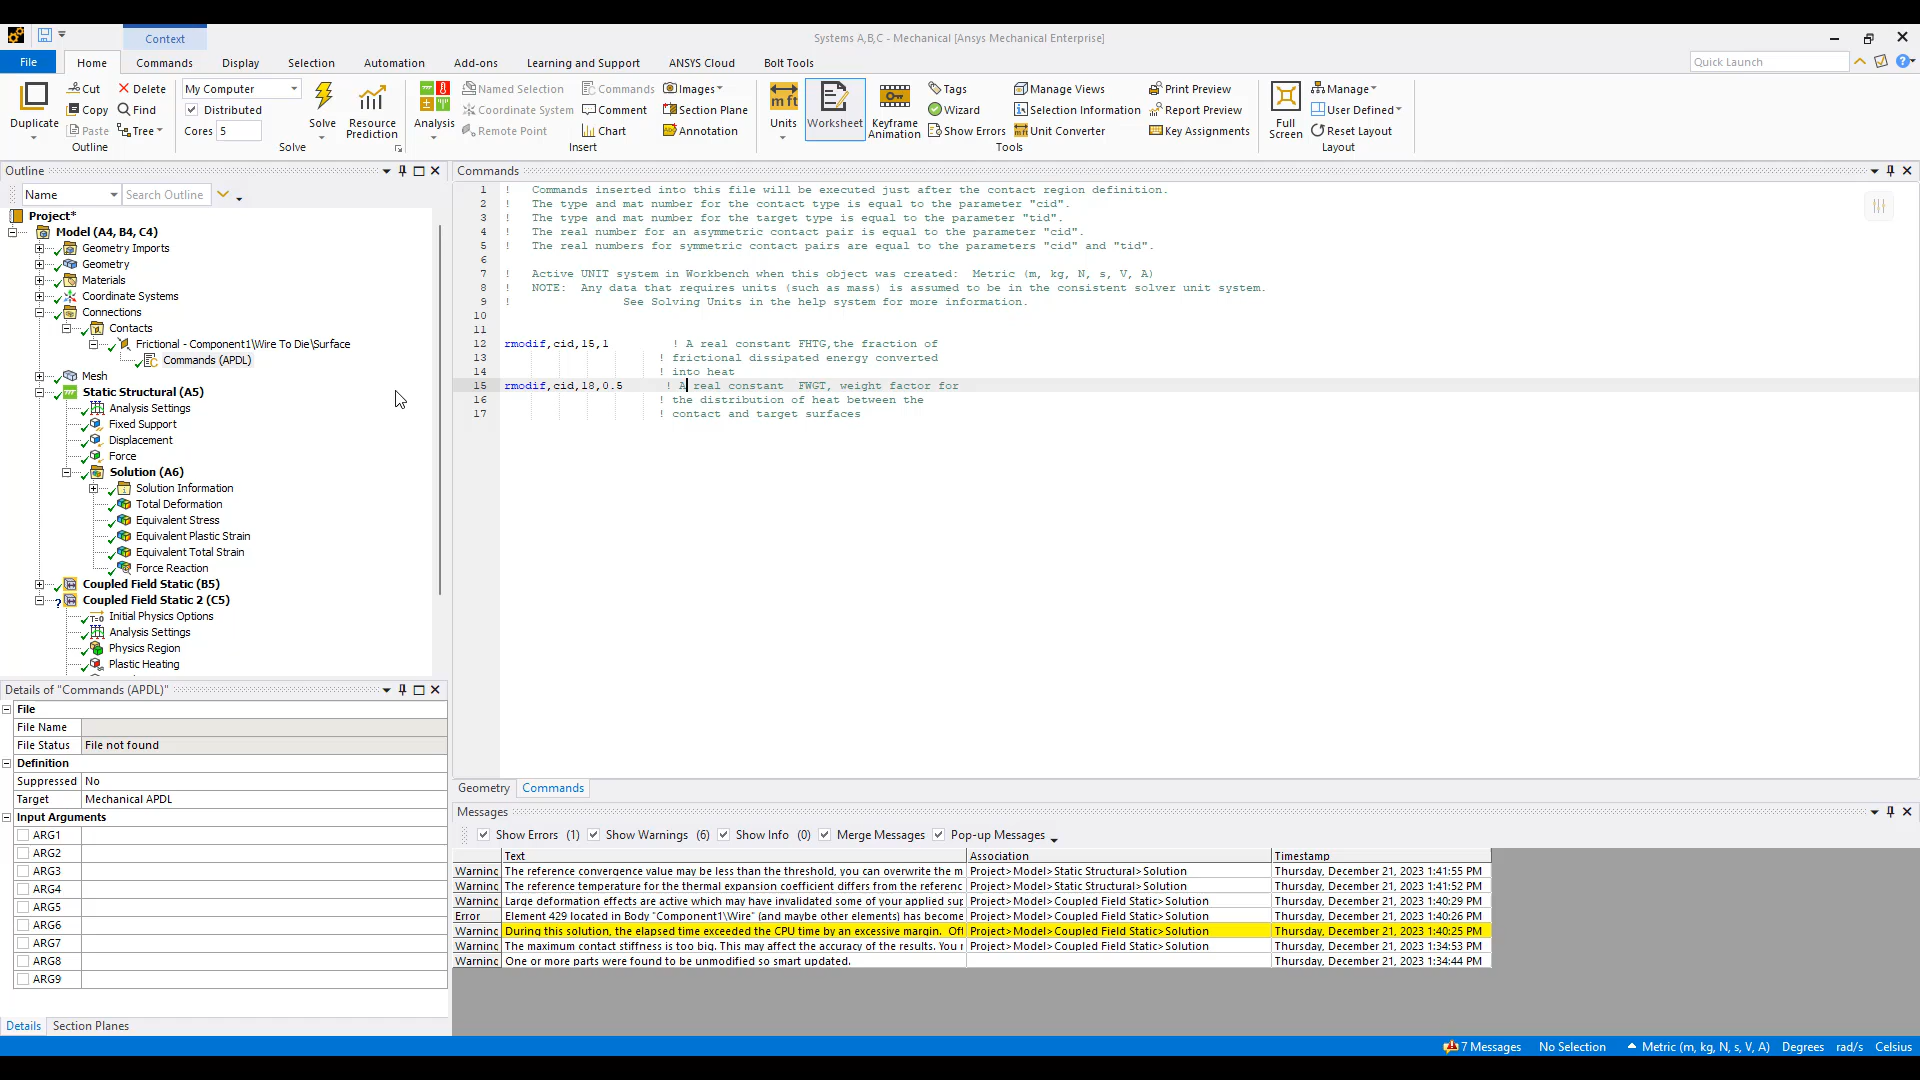 Context
Systems A,B,C - Mechanical [Ansys Mechanical Enterprise]
File Home Commands Display Selection Automation Add-ons Learning and Support ANSYS Cloud Bolt Tools Quick Launch
Duplicate Cut Copy Paste Delete Find Tree
Outline
My Computer
Distributed
Cores 5
Solve
Resource Prediction
Solve
Analysis
Named Selection Commands Images
Coordinate System Comment Section Plane
Remote Point Chart Annotation
Insert
Units Worksheet Keyframe Animation
Tags Manage Views Print Preview
Wizard Selection Information Report Preview
Show Errors Unit Converter Key Assignments
Tools
Full Screen
Manage
User Defined
Reset Layout
Layout
Outline
Name Search Outline
Project*
Model (A4, B4, C4)
Geometry Imports
Geometry
Materials
Coordinate Systems
Connections
Contacts
Frictional - Component1\Wire To Die\Surface
Commands (APDL)
Mesh
Static Structural (A5)
Analysis Settings
Fixed Support
Displacement
Force
Solution (A6)
Solution Information
Total Deformation
Equivalent Stress
Equivalent Plastic Strain
Equivalent Total Strain
Force Reaction
Coupled Field Static (B5)
Coupled Field Static 2 (C5)
Initial Physics Options
T=0
Analysis Settings
Physics Region
Plastic Heating
Details of "Commands (APDL)"
File
File Name
File Status File not found
Definition
Suppressed No
Target Mechanical APDL
Input Arguments
ARG1
ARG2
ARG3
ARG4
ARG5
ARG6
ARG7
ARG8
ARG9
Details Section Planes
Commands
1 ! Commands inserted into this file will be executed just after the contact region definition.
2 ! The type and mat number for the contact type is equal to the parameter "cid".
3 ! The type and mat number for the target type is equal to the parameter "tid".
4 ! The real number for an asymmetric contact pair is equal to the parameter "cid".
5 ! The real numbers for symmetric contact pairs are equal to the parameters "cid" and "tid".
6
7 ! Active UNIT system in Workbench when this object was created: Metric (m, kg, N, s, V, A)
8 ! NOTE: Any data that requires units (such as mass) is assumed to be in the consistent solver unit system.
9 ! See Solving Units in the help system for more information.
10
11
12 rmodif,cid,15,1 ! A real constant FHTG,the fraction of
13 ! frictional dissipated energy converted
14 ! into heat
15 rmodif,cid,18,0.5 ! A real constant FWGT, weight factor for
16 ! the distribution of heat between the
17 ! contact and target surfaces
Geometry Commands
Messages
Show Errors (1) Show Warnings (6) Show Info (0) Merge Messages Pop-up Messages
Text Association Timestamp
Warning The reference convergence value may be less than the threshold, you can overwrite the m Project>Model>Static Structural>Solution Thursday, December 21, 2023 1:41:55 PM
Warning The reference temperature for the thermal expansion coefficient differs from the referenc Project>Model>Static Structural>Solution Thursday, December 21, 2023 1:41:52 PM
Warning Large deformation effects are active which may have invalidated some of your applied sup Project>Model>Coupled Field Static>Solution Thursday, December 21, 2023 1:40:29 PM
Error Element 429 located in Body "Component1\Wire" (and maybe other elements) has become Project>Model>Coupled Field Static>Solution Thursday, December 21, 2023 1:40:26 PM
Warning During this solution, the elapsed time exceeded the CPU time by an excessive margin. Oft Project>Model>Coupled Field Static>Solution Thursday, December 21, 2023 1:40:25 PM
Warning The maximum contact stiffness is too big. This may affect the accuracy of the results. You r Project>Model>Coupled Field Static>Solution Thursday, December 21, 2023 1:34:53 PM
Warning One or more parts were found to be unmodified so smart updated. Thursday, December 21, 2023 1:34:44 PM
7 Messages No Selection Metric (m, kg, N, s, V, A) Degrees rad/s Celsius